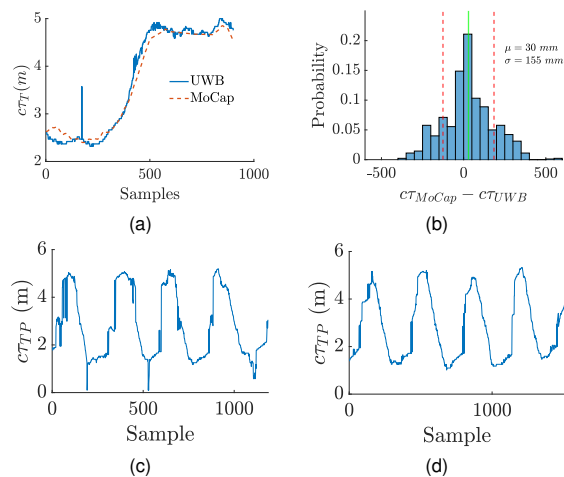 5
4
3
2
cτ_T(m)
UWB
MoCap
0
500
1000
Samples
(a)
0.2
0.15
0.1
0.05
0
Probability
μ = 30 mm
σ = 155 mm
-500
0
500
cτ_MoCap − cτ_UWB
(b)
6
4
2
0
cτ_TP (m)
0
500
1000
Sample
(c)
6
4
2
0
cτ_TP (m)
0
1000
Sample
(d)